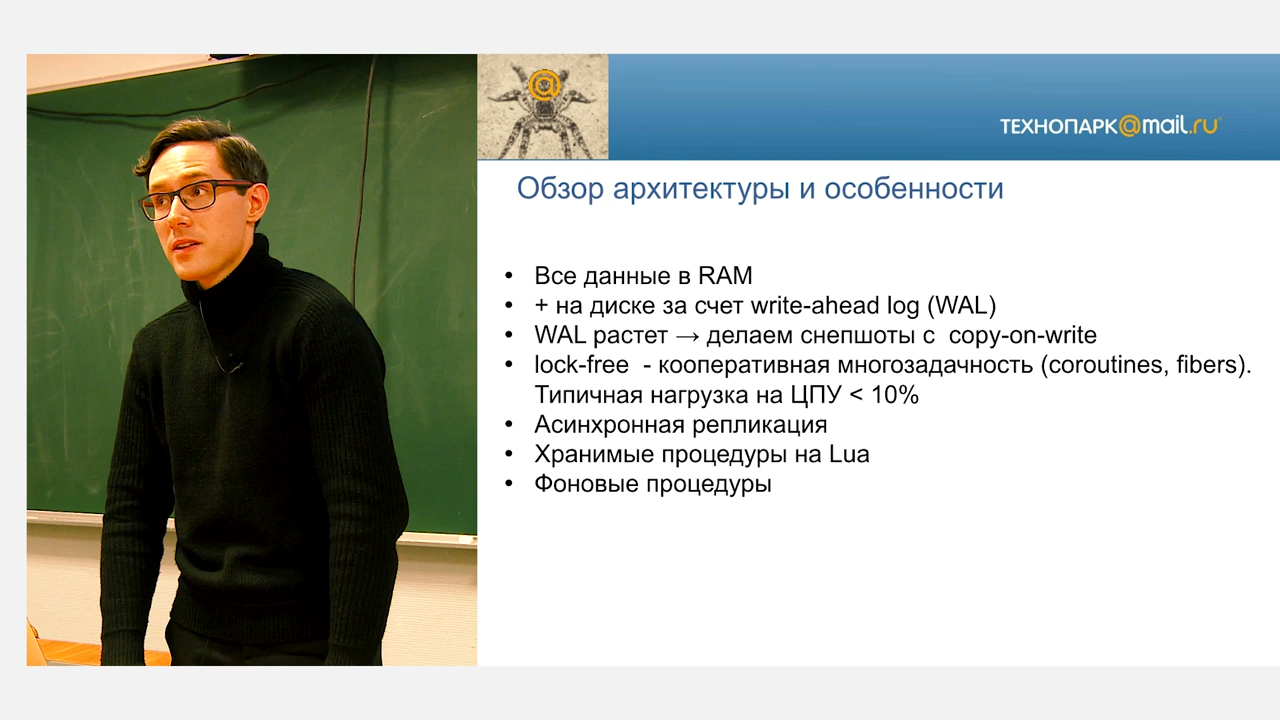 ТЕХНОПАРК@mail.ru
Обзор архитектуры и особенности
• Все данные в RAM
• + на диске за счет write-ahead log (WAL)
• WAL растет → делаем снепшоты с copy-on-write
• lock-free - кооперативная многозадачность (coroutines, fibers).
Типичная нагрузка на ЦПУ < 10%
• Асинхронная репликация
• Хранимые процедуры на Lua
• Фоновые процедуры